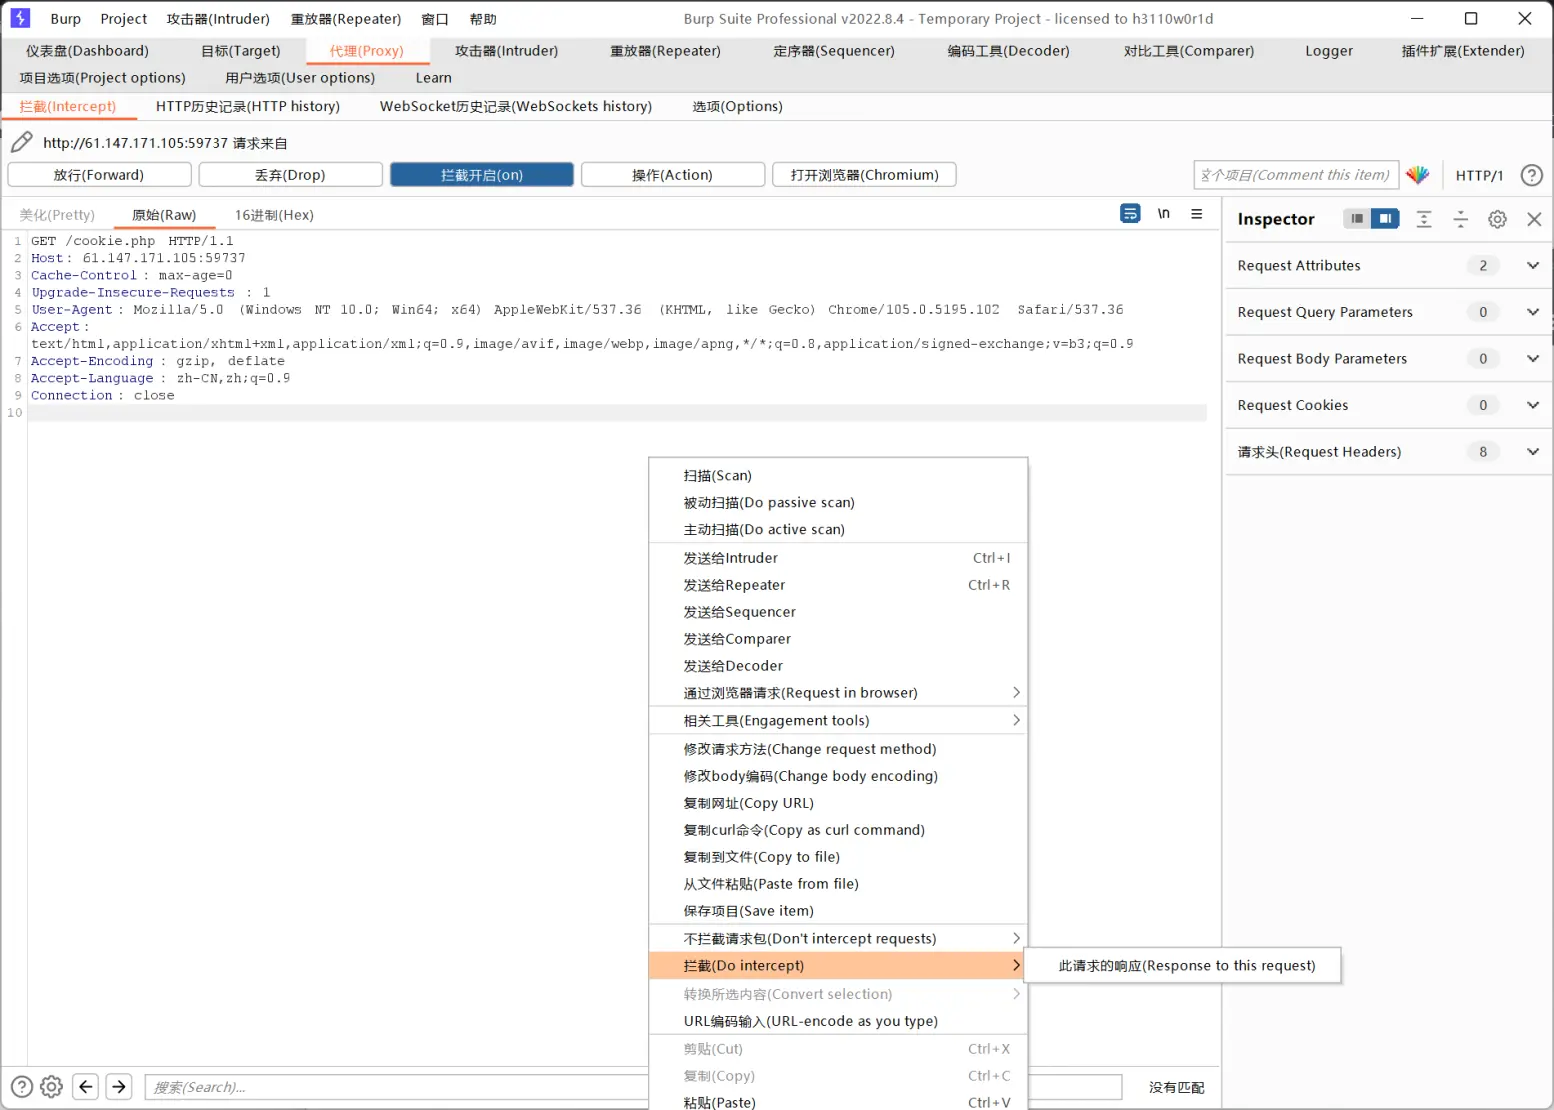 Burp Project 攻击器(Intruder) 重放器(Repeater) 窗口 帮助 Burp Suite Professional v2022.8.4 - Temporary Project - licensed to h3110w0r1d
仪表盘(Dashboard) 目标(Target) 代理(Proxy) 攻击器(Intruder) 重放器(Repeater) 定序器(Sequencer) 编码工具(Decoder) 对比工具(Comparer) Logger 插件扩展(Extender)
项目选项(Project options) 用户选项(User options) Learn
拦截(Intercept) HTTP历史记录(HTTP history) WebSocket历史记录(WebSockets history) 选项(Options)
http://61.147.171.105:59737 请求来自
放行(Forward) 丢弃(Drop) 拦截开启(on) 操作(Action) 打开浏览器(Chromium) 这个项目(Comment this item) HTTP/1 ?
美化(Pretty) 原始(Raw) 16进制(Hex) \n
1 GET /cookie.php HTTP/1.1
2 Host: 61.147.171.105:59737
3 Cache-Control: max-age=0
4 Upgrade-Insecure-Requests: 1
5 User-Agent: Mozilla/5.0 (Windows NT 10.0; Win64; x64) AppleWebKit/537.36 (KHTML, like Gecko) Chrome/105.0.5195.102 Safari/537.36
6 Accept:
text/html,application/xhtml+xml,application/xml;q=0.9,image/avif,image/webp,image/apng,*/*;q=0.8,application/signed-exchange;v=b3;q=0.9
7 Accept-Encoding: gzip, deflate
8 Accept-Language: zh-CN,zh;q=0.9
9 Connection: close
10
Inspector
Request Attributes 2
Request Query Parameters 0
Request Body Parameters 0
Request Cookies 0
请求头(Request Headers) 8
扫描(Scan)
被动扫描(Do passive scan)
主动扫描(Do active scan)
发送给Intruder Ctrl+I
发送给Repeater Ctrl+R
发送给Sequencer
发送给Comparer
发送给Decoder
通过浏览器请求(Request in browser)
相关工具(Engagement tools)
修改请求方法(Change request method)
修改body编码(Change body encoding)
复制网址(Copy URL)
复制curl命令(Copy as curl command)
复制到文件(Copy to file)
从文件粘贴(Paste from file)
保存项目(Save item)
不拦截请求包(Don't intercept requests)
拦截(Do intercept) 此请求的响应(Response to this request)
转换所选内容(Convert selection)
URL编码输入(URL-encode as you type)
剪贴(Cut) Ctrl+X
复制(Copy) Ctrl+C
粘贴(Paste) Ctrl+V
? 搜索(Search)... 没有匹配